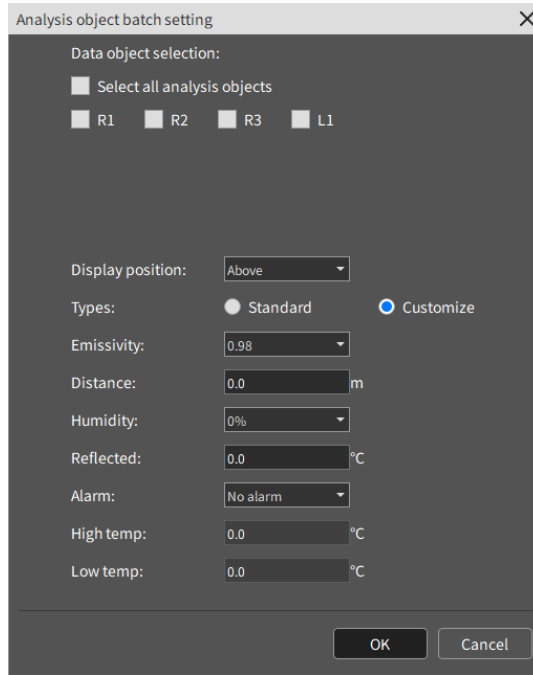 Analysis object batch setting
Data object selection:
Select all analysis objects
R1 R2 R3 L1
Display position: Above
Types: Standard Customize
Emissivity: 0.98
Distance: 0.0 m
Humidity: 0%
Reflected: 0.0 °C
Alarm: No alarm
High temp: 0.0 °C
Low temp: 0.0 °C
OK Cancel